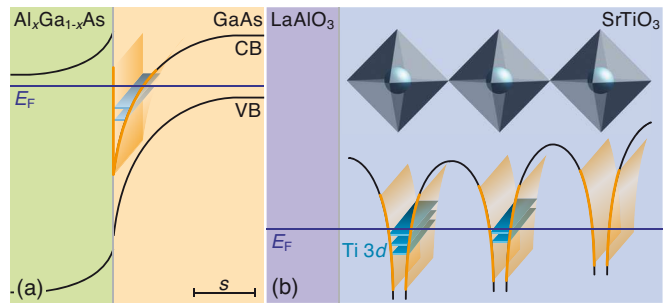 AlxGa1-xAs
GaAs
CB
EF
VB
(a)
s
LaAlO3
SrTiO3
EF
Ti 3d
(b)